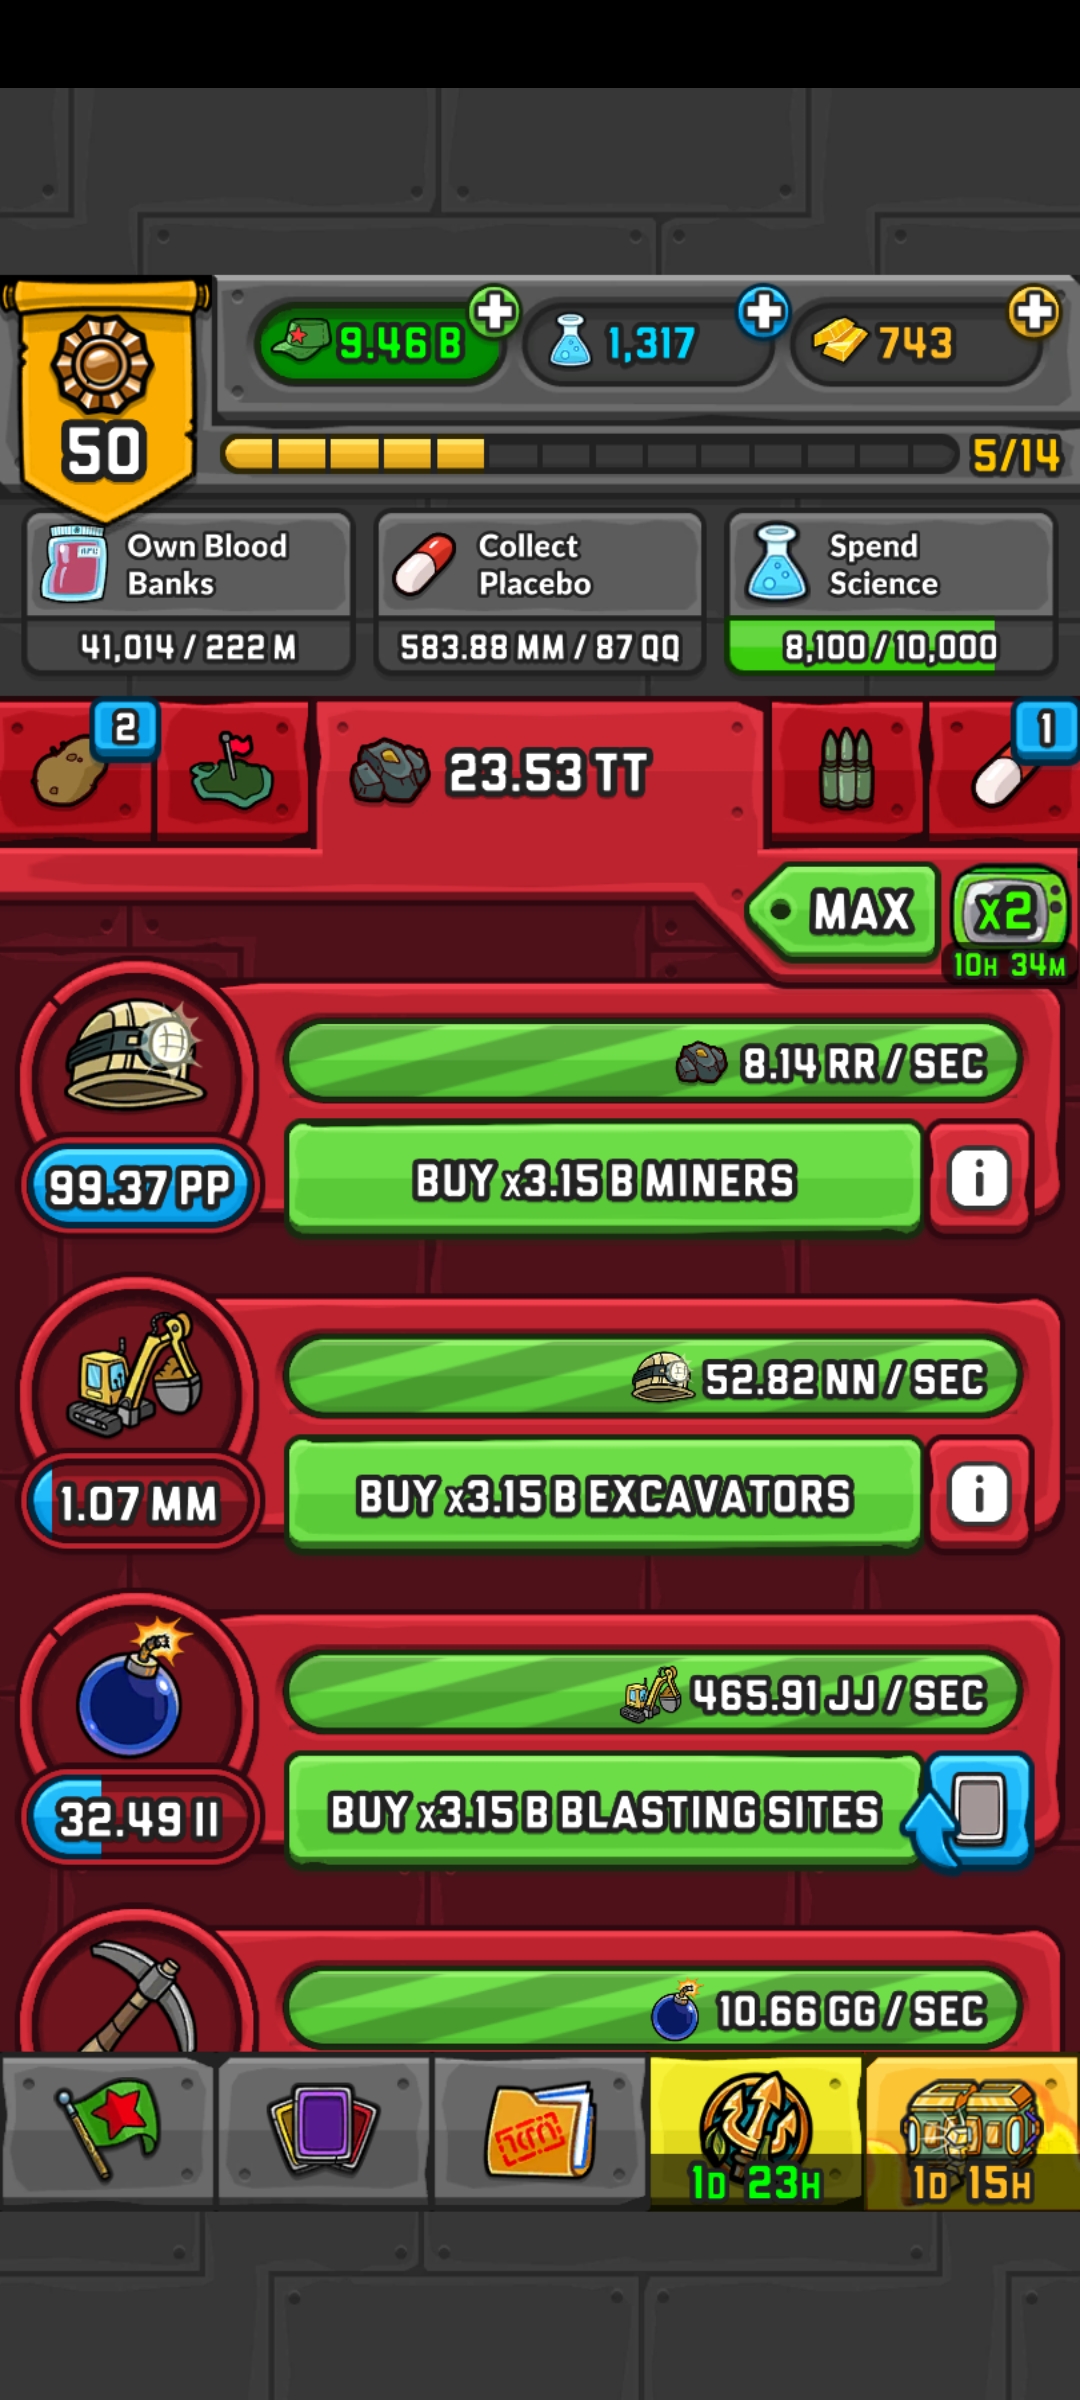 9.46 B
1,317
743
50
5/14
Own Blood
Banks
41,014 / 222 M
Collect
Placebo
583.88 MM / 87 QQ
Spend
Science
8,100 / 10,000
2
23.53 TT
1
MAX
x2
10H 34M
8.14 RR / SEC
99.37 PP
BUY x3.15 B MINERS
i
52.82 NN / SEC
1.07 MM
BUY x3.15 B EXCAVATORS
i
465.91 JJ / SEC
32.49 II
BUY x3.15 B BLASTING SITES
10.66 GG / SEC
1D 23H
1D 15H